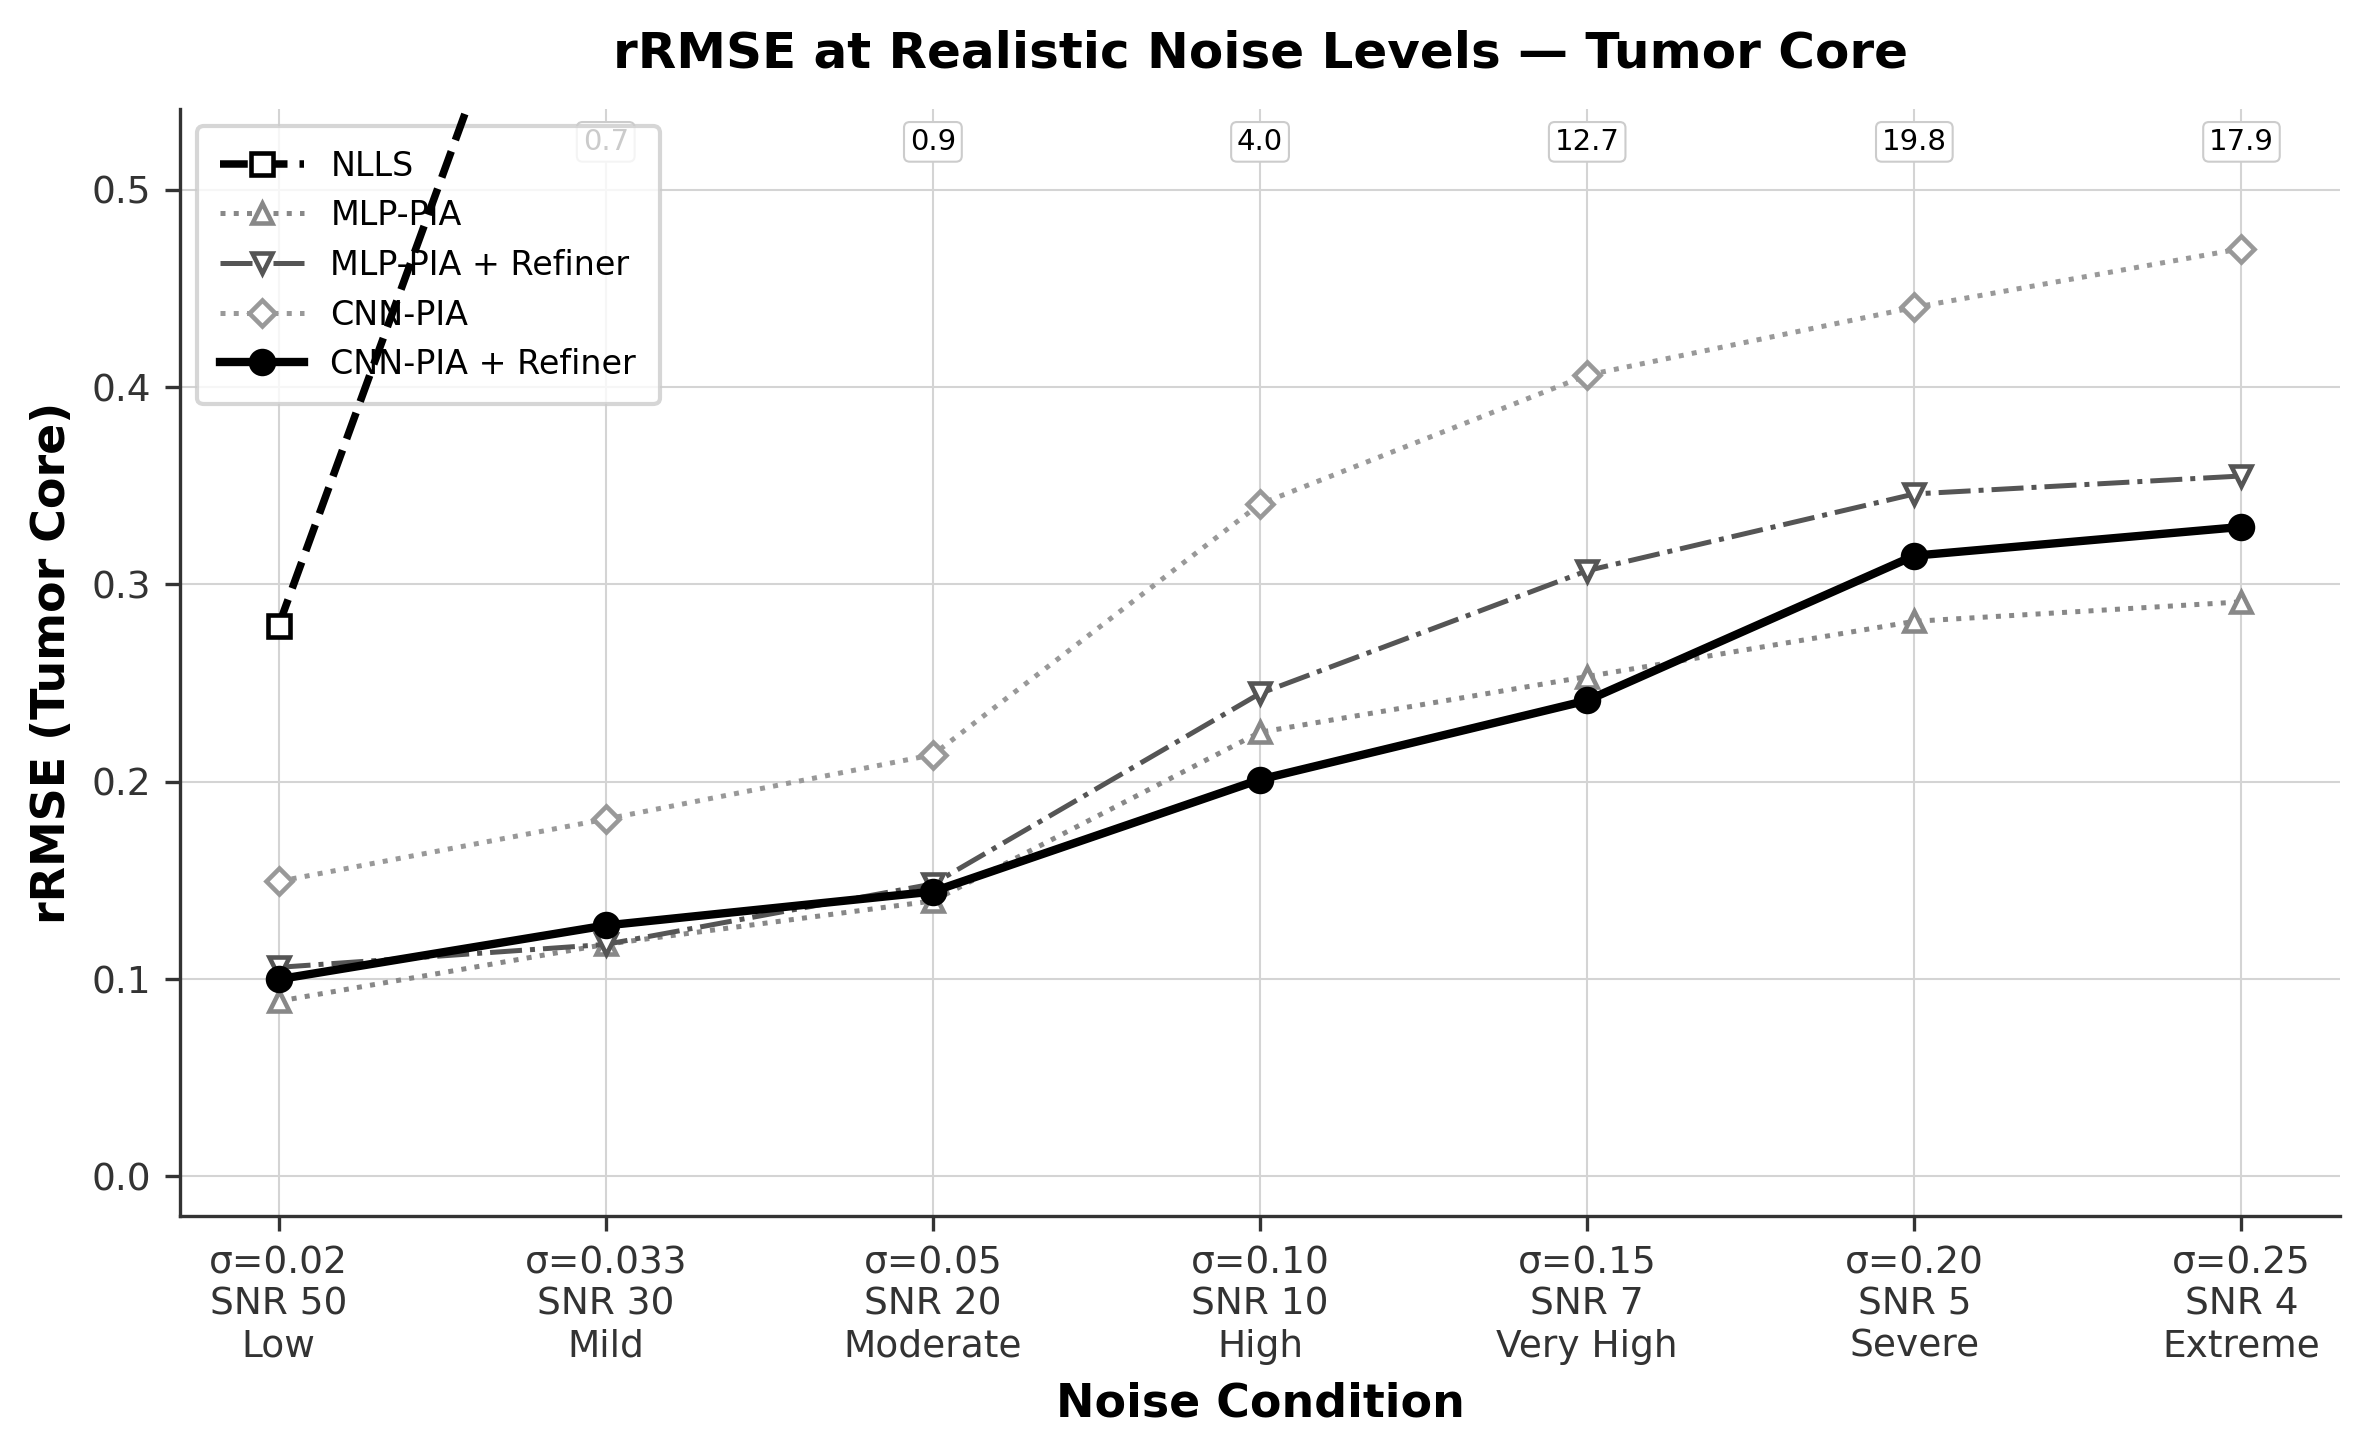 rRMSE at Realistic Noise Levels — Tumor Core
0.7
0.9
4.0
12.7
19.8
17.9
NLLS
MLP-PIA
MLP-PIA + Refiner
CNN-PIA
CNN-PIA + Refiner
rRMSE (Tumor Core)
0.5
0.4
0.3
0.2
0.1
0.0
σ=0.02
SNR 50
Low
σ=0.033
SNR 30
Mild
σ=0.05
SNR 20
Moderate
σ=0.10
SNR 10
High
σ=0.15
SNR 7
Very High
σ=0.20
SNR 5
Severe
σ=0.25
SNR 4
Extreme
Noise Condition